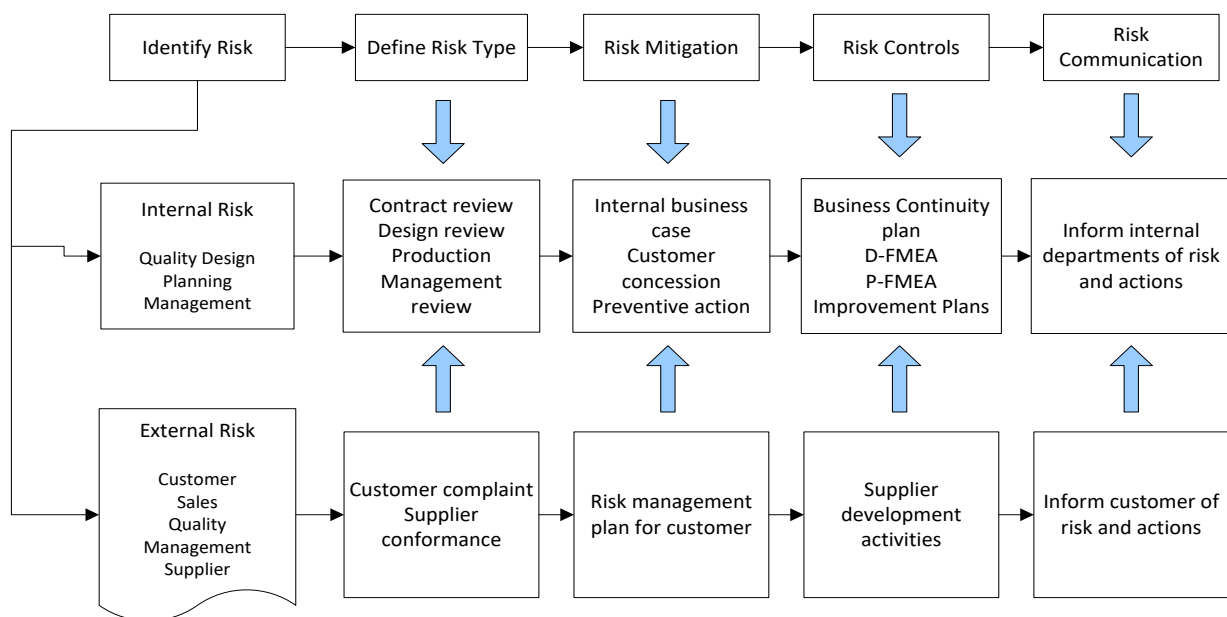 Identify Risk
Define Risk Type
Risk Mitigation
Risk Controls
Risk
Communication
Internal Risk
Quality Design
Planning
Management
Contract review
Design review
Production
Management
review
Internal business
case
Customer
concession
Preventive action
Business Continuity
plan
D-FMEA
P-FMEA
Improvement Plans
Inform internal
departments of risk
and actions
External Risk
Customer
Sales
Quality
Management
Supplier
Customer complaint
Supplier
conformance
Risk management
plan for customer
Supplier
development
activities
Inform customer of
risk and actions